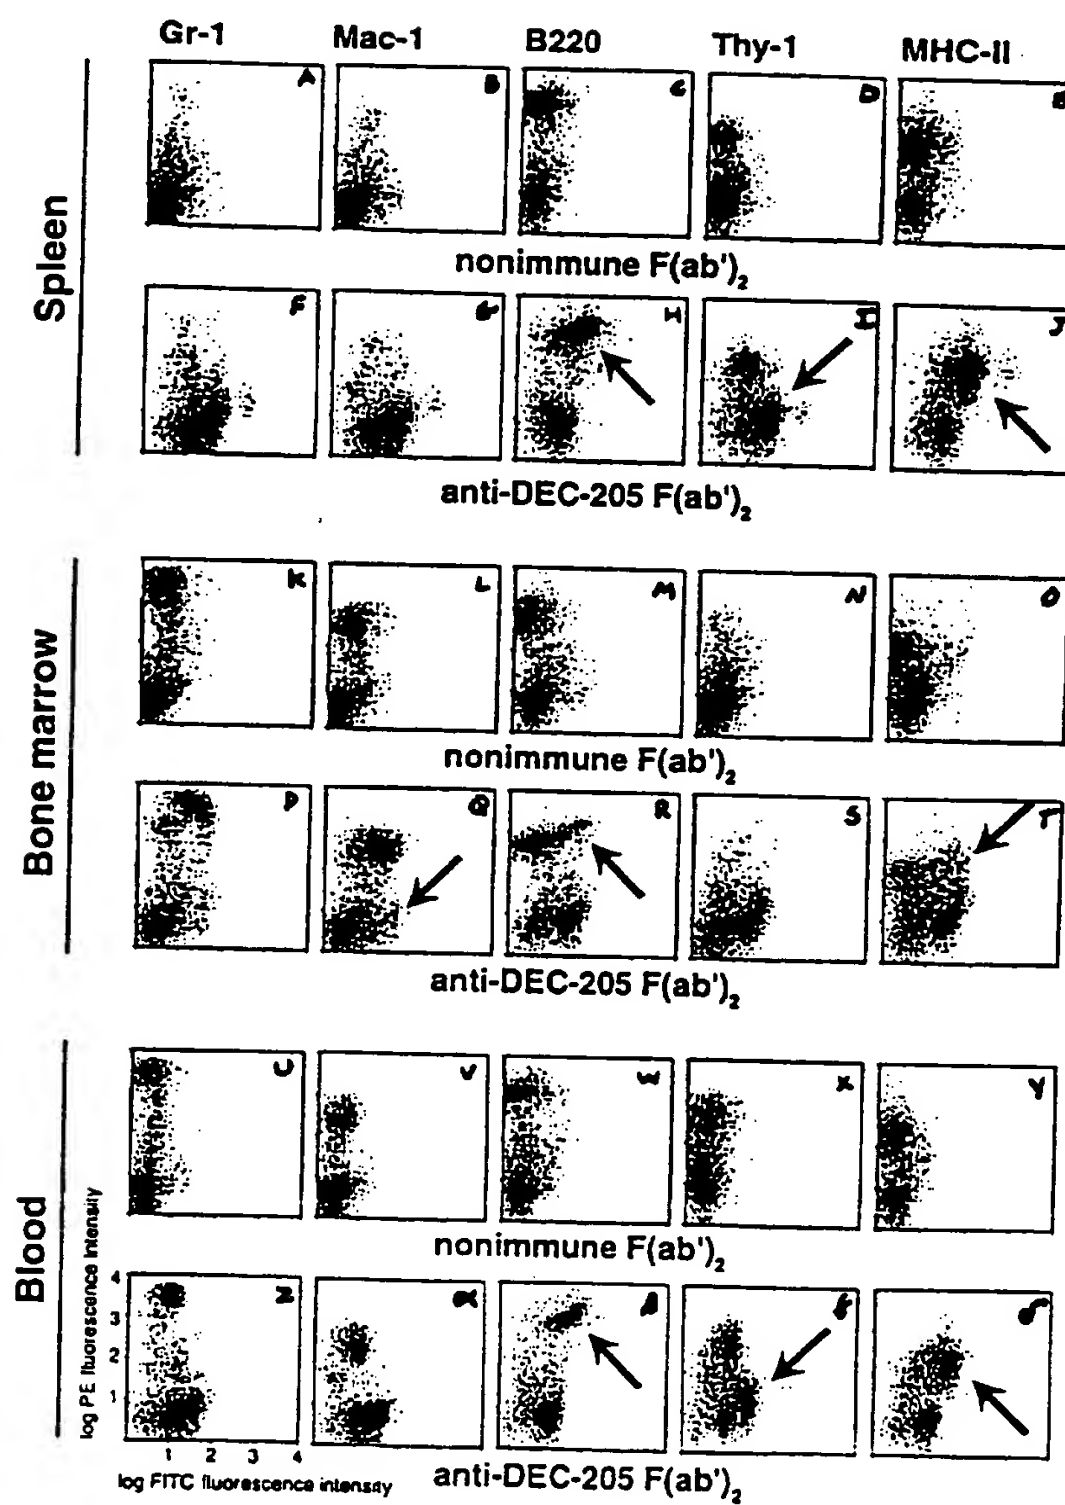 Gr-1 Mac-1 B220 Thy-1 MHC-II
A B C D E
Spleen
nonimmune F(ab')₂
F G H I J
anti-DEC-205 F(ab')₂
K L M N O
Bone marrow
nonimmune F(ab')₂
P Q R S T
anti-DEC-205 F(ab')₂
U V W X Y
Blood
nonimmune F(ab')₂
Z α β δ
log PE fluorescence intensity
4
3
2
1
1 2 3 4
log FITC fluorescence intensity
anti-DEC-205 F(ab')₂